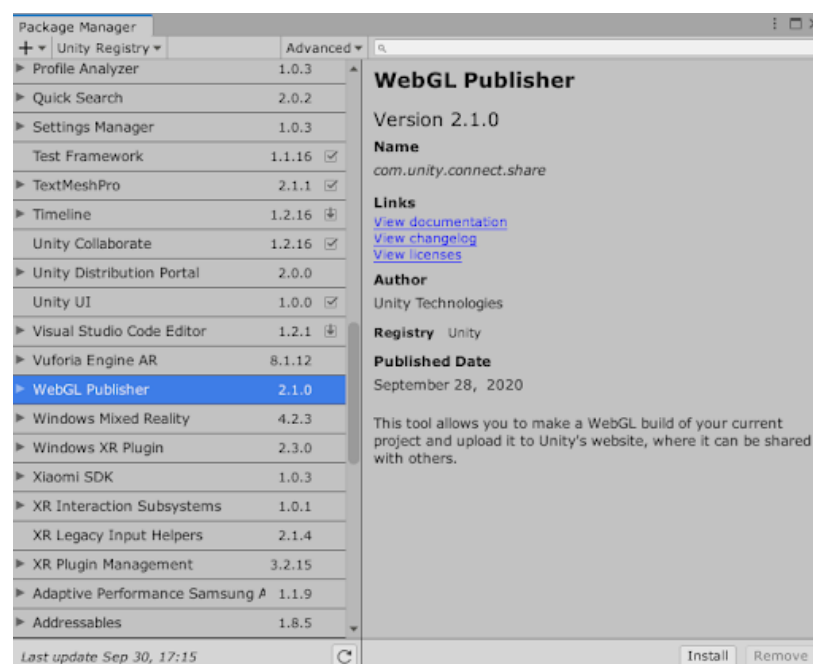 Package Manager
Unity Registry
Advanced
Profile Analyzer 1.0.3
Quick Search 2.0.2
Settings Manager 1.0.3
Test Framework 1.1.16
TextMeshPro 2.1.1
Timeline 1.2.16
Unity Collaborate 1.2.16
Unity Distribution Portal 2.0.0
Unity UI 1.0.0
Visual Studio Code Editor 1.2.1
Vuforia Engine AR 8.1.12
WebGL Publisher 2.1.0
Windows Mixed Reality 4.2.3
Windows XR Plugin 2.3.0
Xiaomi SDK 1.0.3
XR Interaction Subsystems 1.0.1
XR Legacy Input Helpers 2.1.4
XR Plugin Management 3.2.15
Adaptive Performance Samsung A 1.1.9
Addressables 1.8.5
Last update Sep 30, 17:15
WebGL Publisher
Version 2.1.0
Name
com.unity.connect.share
Links
View documentation
View changelog
View licenses
Author
Unity Technologies
Registry Unity
Published Date
September 28, 2020
This tool allows you to make a WebGL build of your current
project and upload it to Unity's website, where it can be shared
with others.
Install
Remove